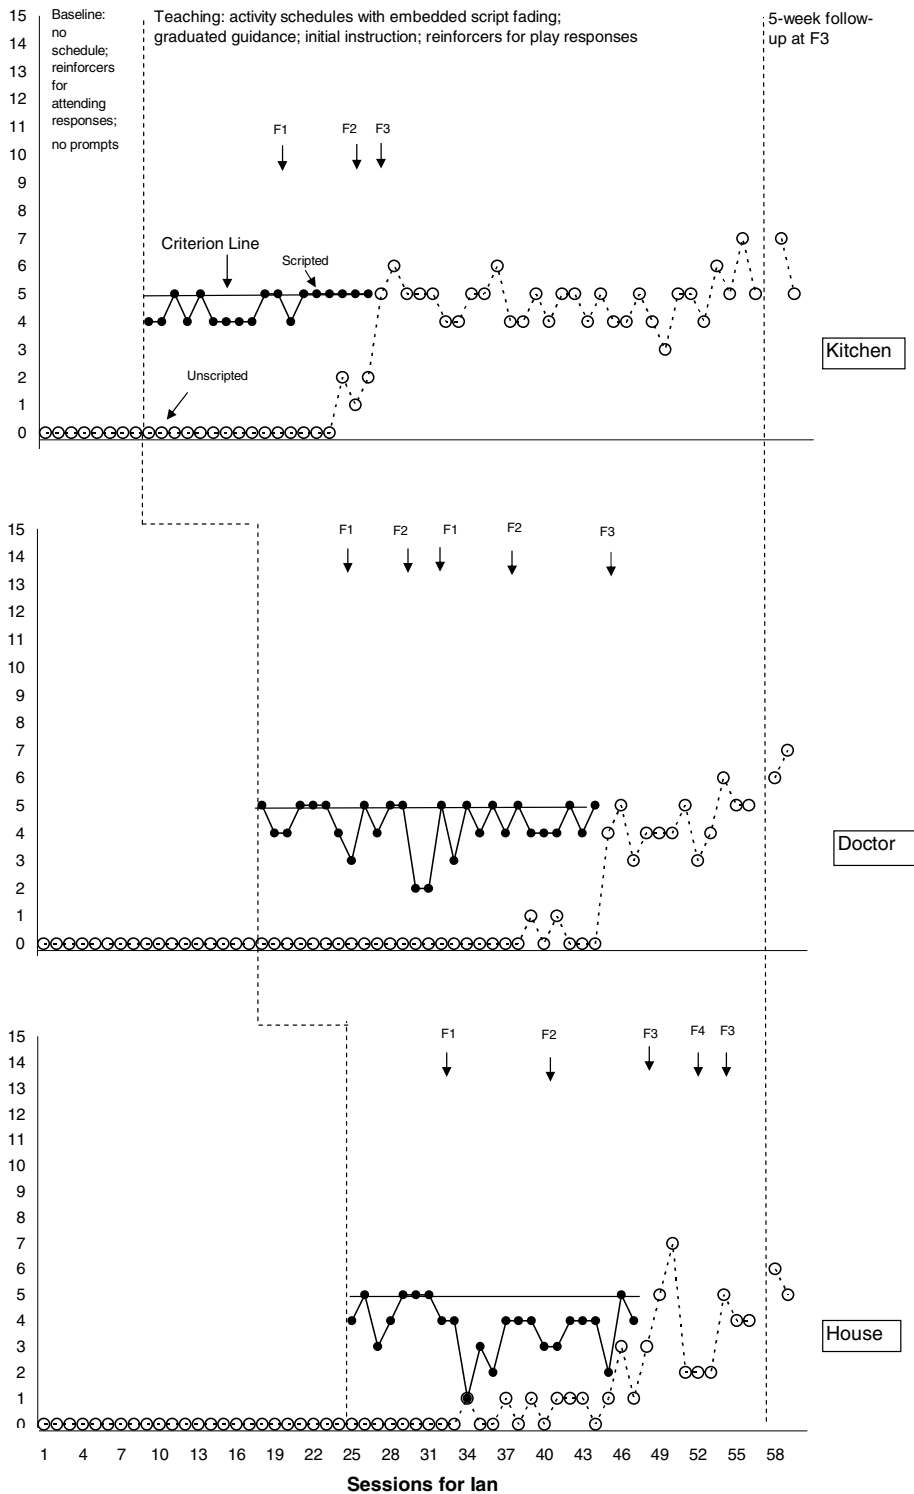 Baseline:
no
schedule;
reinforcers
for
attending
responses;
no prompts
Teaching: activity schedules with embedded script fading;
graduated guidance; initial instruction; reinforcers for play responses
5-week follow-
up at F3
15
14
13
12
11
10
9
8
7
6
5
4
3
2
1
0
F1
F2
F3
Criterion Line
Scripted
Unscripted
Kitchen
15
14
13
12
11
10
9
8
7
6
5
4
3
2
1
0
F1 F2 F1 F2 F3
Doctor
15
14
13
12
11
10
9
8
7
6
5
4
3
2
1
0
F1 F2 F3 F4 F3
House
1 4 7 10 13 16 19 22 25 28 31 34 37 40 43 46 49 52 55 58
Sessions for Ian